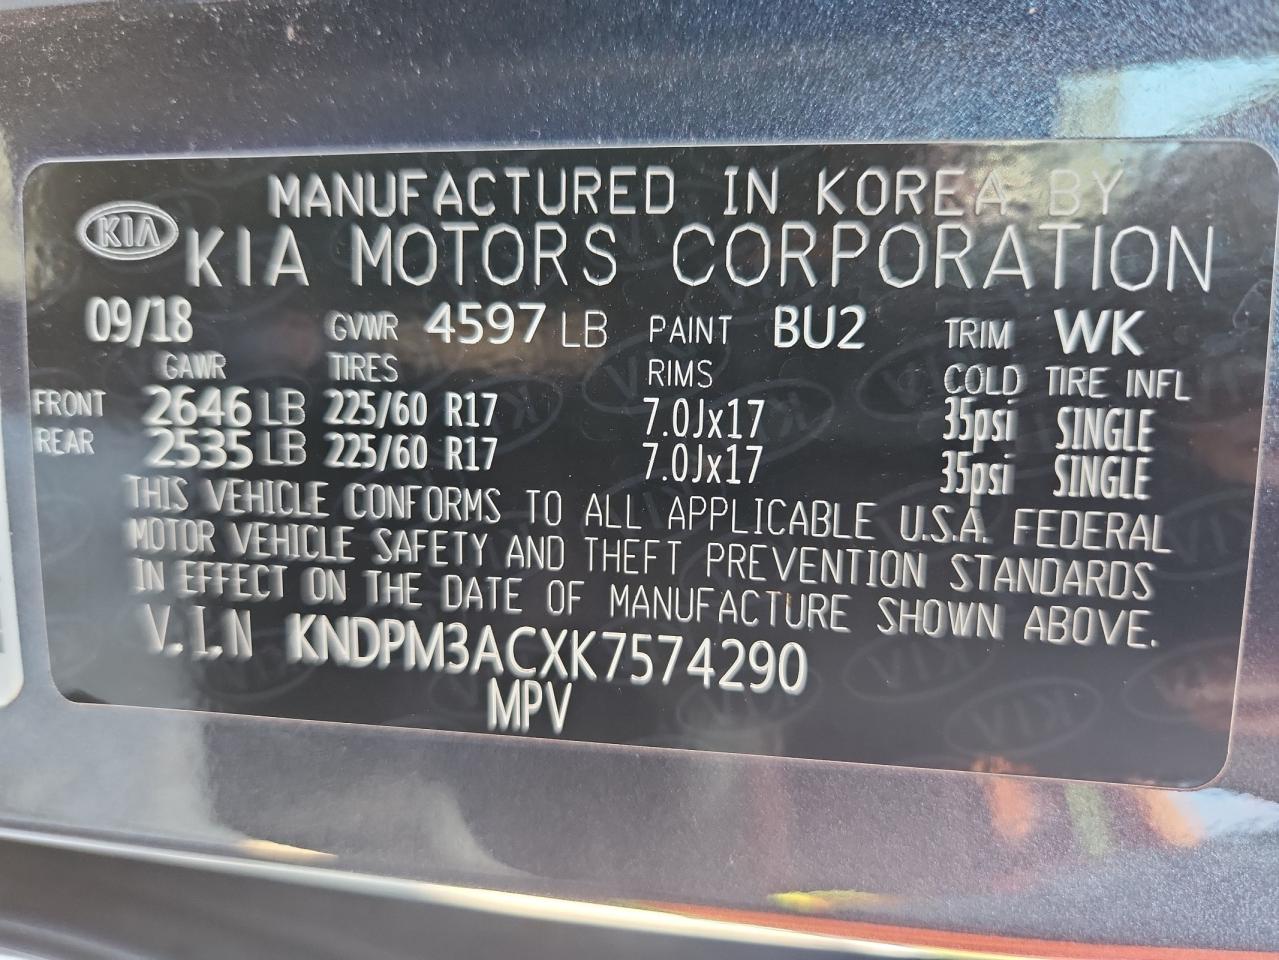 MANUFACTURED IN KOREA BY
KIA KIA MOTORS CORPORATION
09/18 GVWR 4597 LB PAINT BU2 TRIM WK
GAWR TIRES RIMS COLD TIRE INFL
FRONT 2646 LB 225/60 R17 7.0Jx17 35psi SINGLE
REAR 2535 LB 225/60 R17 7.0Jx17 35psi SINGLE
THIS VEHICLE CONFORMS TO ALL APPLICABLE U.S.A. FEDERAL
MOTOR VEHICLE SAFETY AND THEFT PREVENTION STANDARDS
IN EFFECT ON THE DATE OF MANUFACTURE SHOWN ABOVE.
V.I.N KNDPM3ACXK7574290
MPV